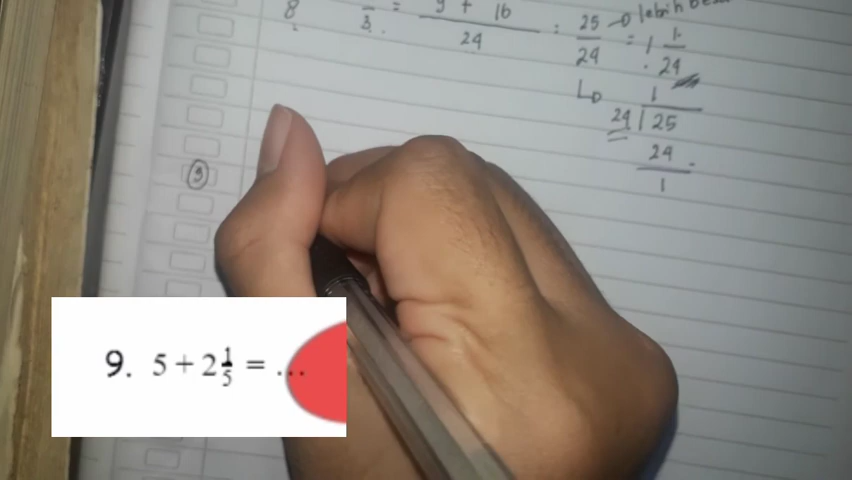 8 3 = 9 + 16 / 24 = 25/24 → lebih
= 1 1/24
1
24 | 25
24 -
1
9
9. 5 + 2 1/5 = ...